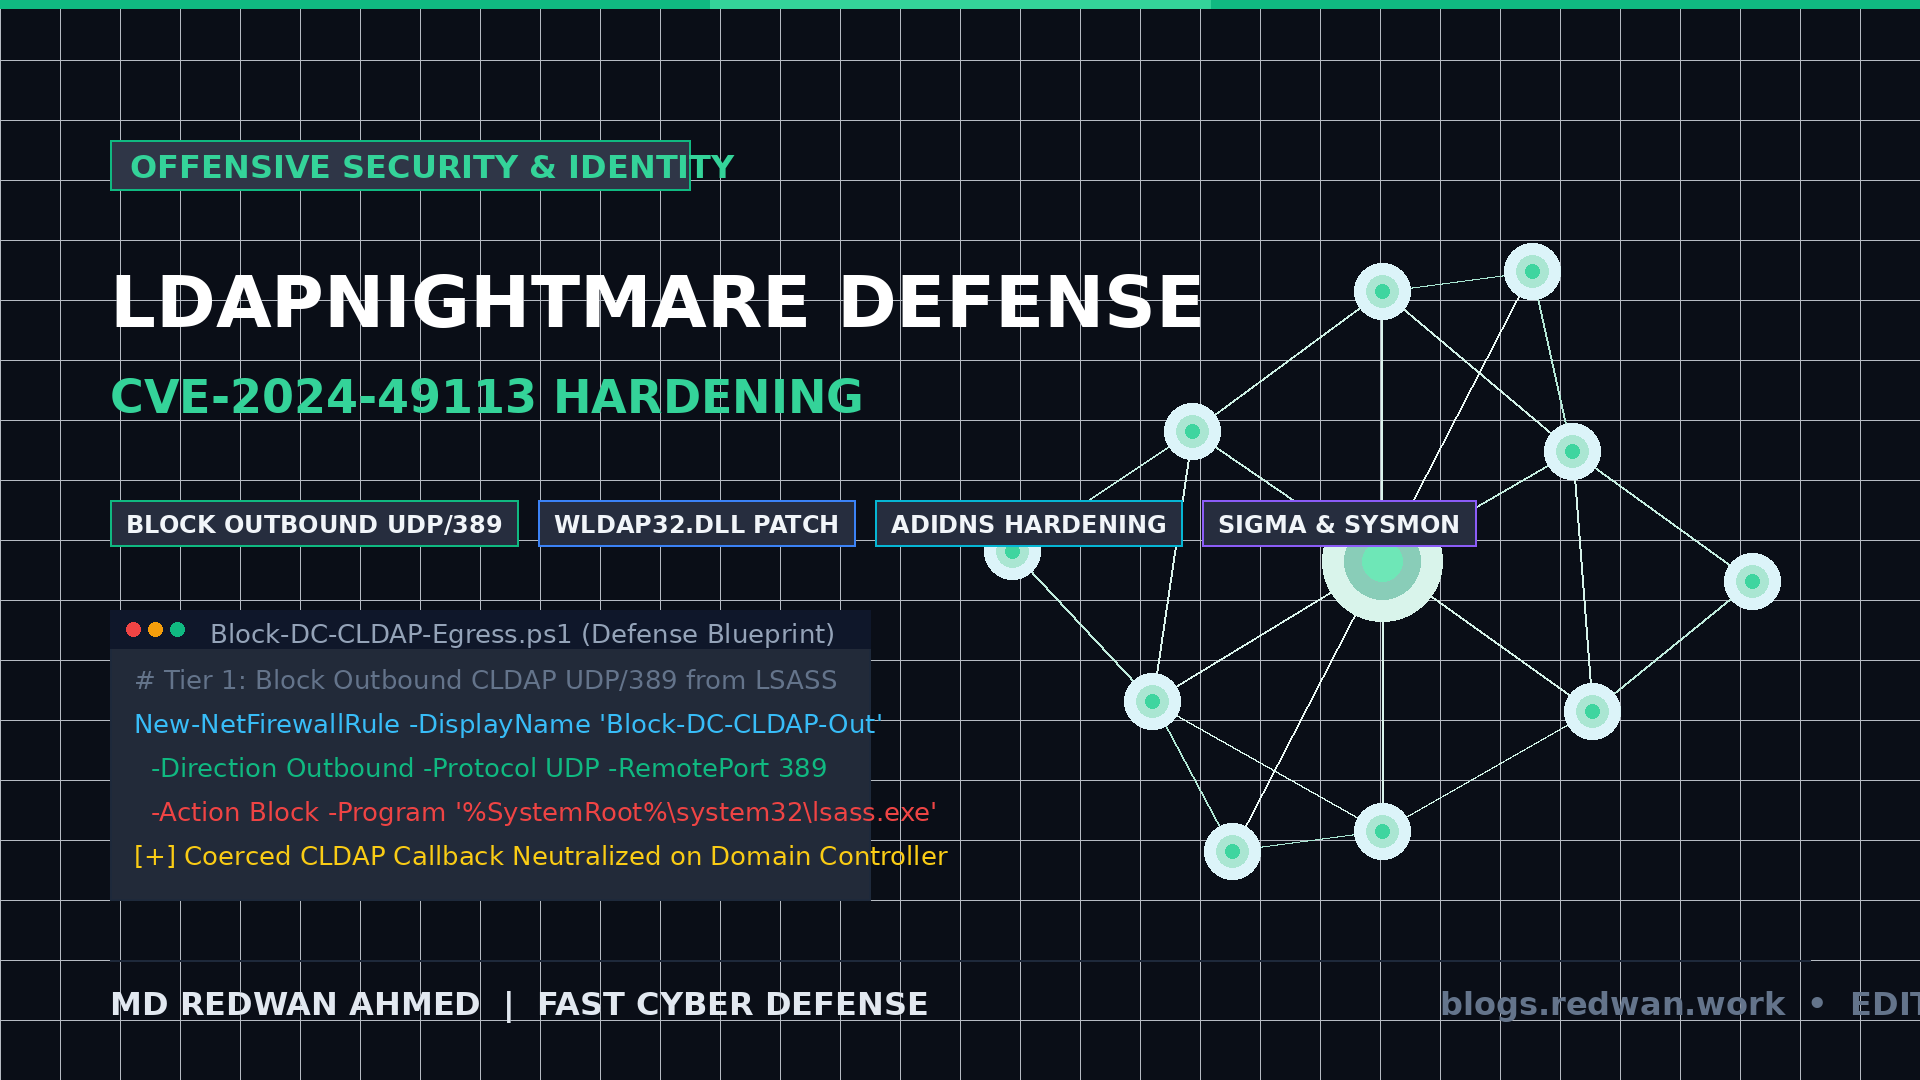 OFFENSIVE SECURITY & IDENTITY
LDAPNIGHTMARE DEFENSE
CVE-2024-49113 HARDENING
BLOCK OUTBOUND UDP/389
WLDAP32.DLL PATCH
ADIDNS HARDENING
SIGMA & SYSMON
Block-DC-CLDAP-Egress.ps1 (Defense Blueprint)
# Tier 1: Block Outbound CLDAP UDP/389 from LSASS
New-NetFirewallRule -DisplayName 'Block-DC-CLDAP-Out'
-Direction Outbound -Protocol UDP -RemotePort 389
-Action Block -Program '%SystemRoot%\system32\lsass.exe'
[+] Coerced CLDAP Callback Neutralized on Domain Controller
MD REDWAN AHMED | FAST CYBER DEFENSE
blogs.redwan.work • EDIT